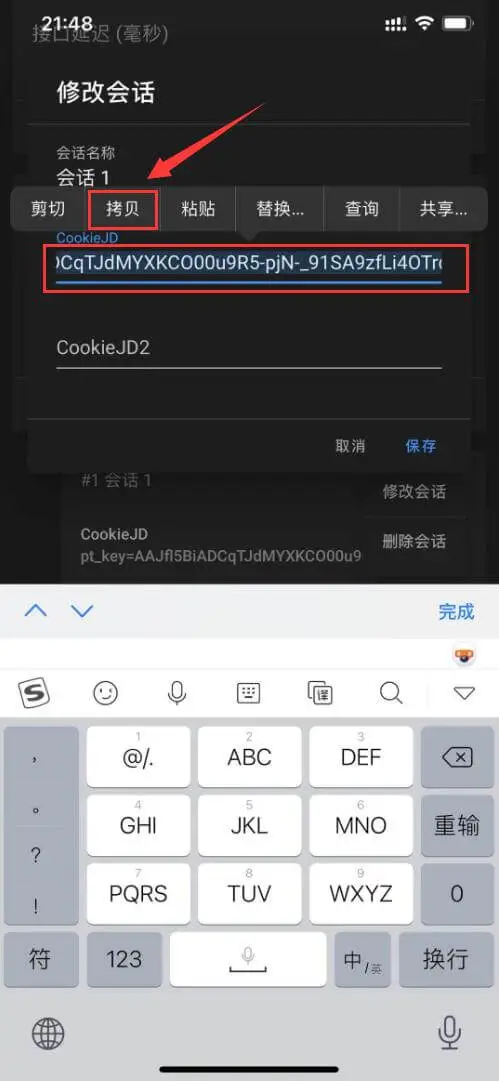 21:48
接口延迟 (毫秒)
修改会话
会话名称
会话 1
剪切 拷贝 粘贴 替换... 查询 共享...
CookieJD
CqTJdMYXKCO00u9R5-pjN-_91SA9zfLi4OTr
CookieJD2
取消 保存
#1 会话 1
修改会话
CookieJD
删除会话
pt_key=AAJfl5BiADCqTJdMYXKCO00u9
完成
S 译
, 1 @/. 2 ABC 3 DEF
。 4 GHI 5 JKL 6 MNO 重输
? 7 PQRS 8 TUV 9 WXYZ 0
!
符 123 中/英 换行